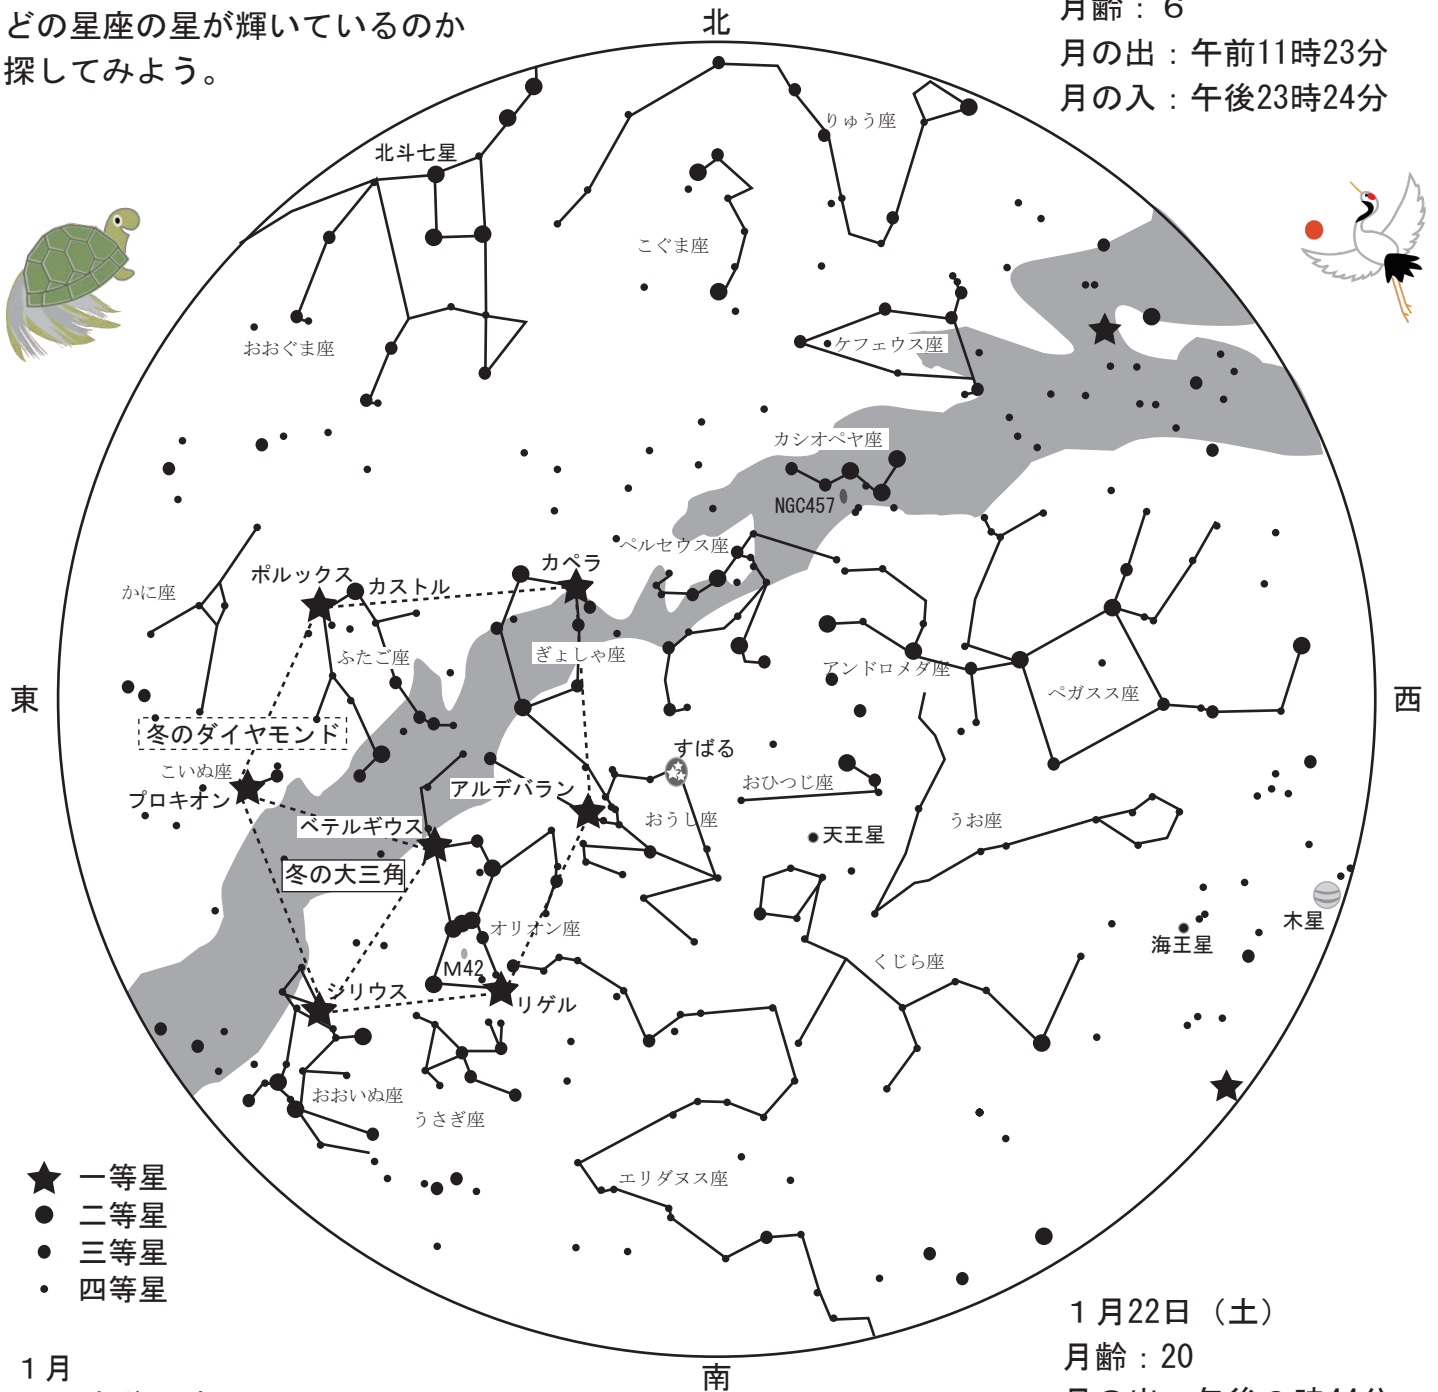 どの星座の星が輝いているのか
探してみよう。
月齢：６
月の出：午前11時23分
月の入：午後23時24分
北
北斗七星
りゅう座
こぐま座
おおぐま座
ケフェウス座
カシオペヤ座
NGC457
ペルセウス座
カペラ
ポルックス
カストル
かに座
ふたご座
ぎょしゃ座
アンドロメダ座
ペガスス座
東
西
冬のダイヤモンド
すばる
こいぬ座
プロキオン
アルデバラン
おひつじ座
おうし座
うお座
ベテルギウス
天王星
冬の大三角
オリオン座
木星
海王星
くじら座
M42
シリウス
リゲル
おおいぬ座
うさぎ座
エリダヌス座
一等星
二等星
三等星
四等星
１月22日（土）
月齢：20
１月
南